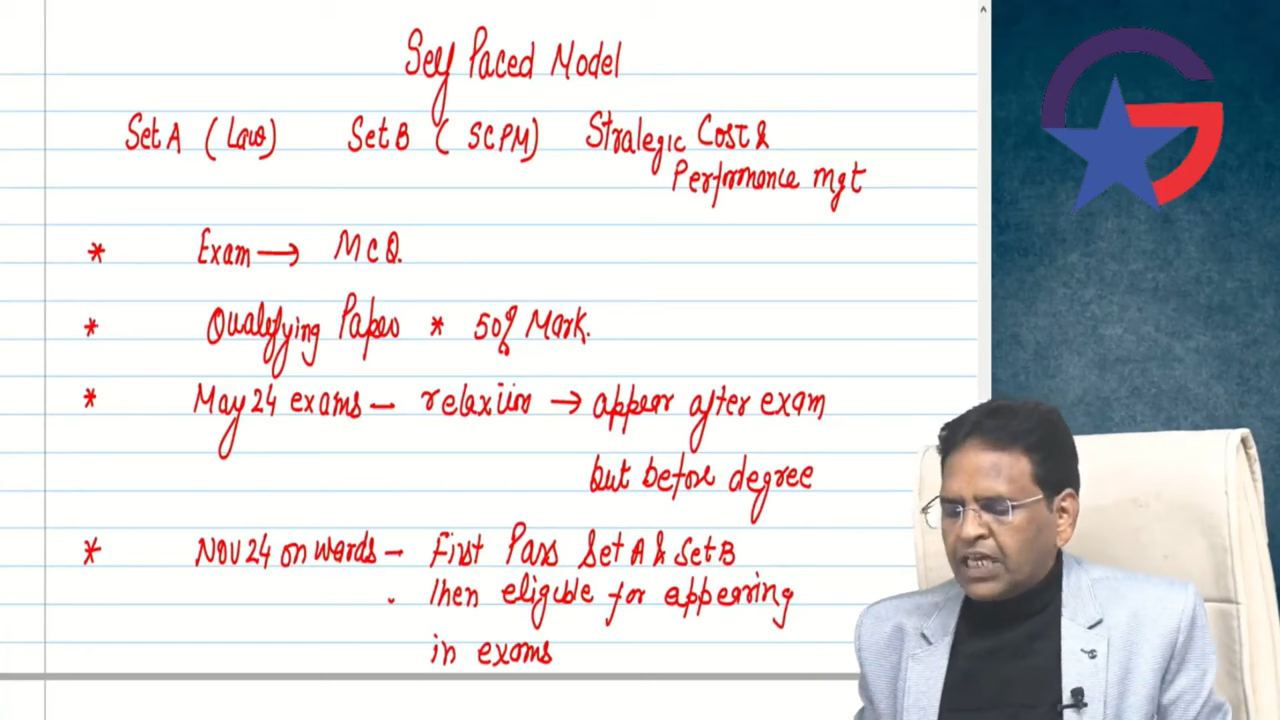 Self Paced Model
Set A (Law) Set B (SCPM) Strategic Cost &
Performance mgt
* Exam → MCQ.
* Qualifying Paper * 50% Mark.
* May 24 exams – relaxtion → appear after exam
but before degree
* Nov 24 onwards – First Pass Set A & Set B
then eligible for appearing
in exams